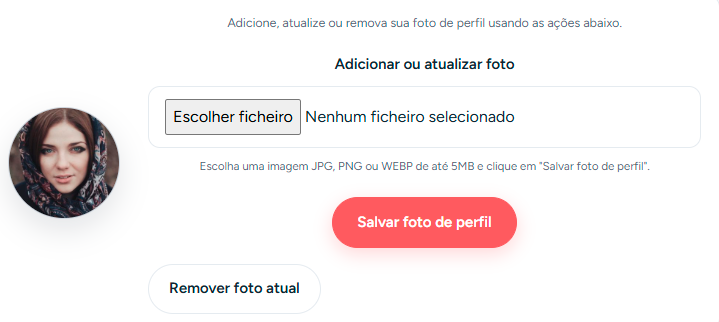 Adicione, atualize ou remova sua foto de perfil usando as ações abaixo.
Adicionar ou atualizar foto
Escolher ficheiro Nenhum ficheiro selecionado
Escolha uma imagem JPG, PNG ou WEBP de até 5MB e clique em "Salvar foto de perfil".
Salvar foto de perfil
Remover foto atual